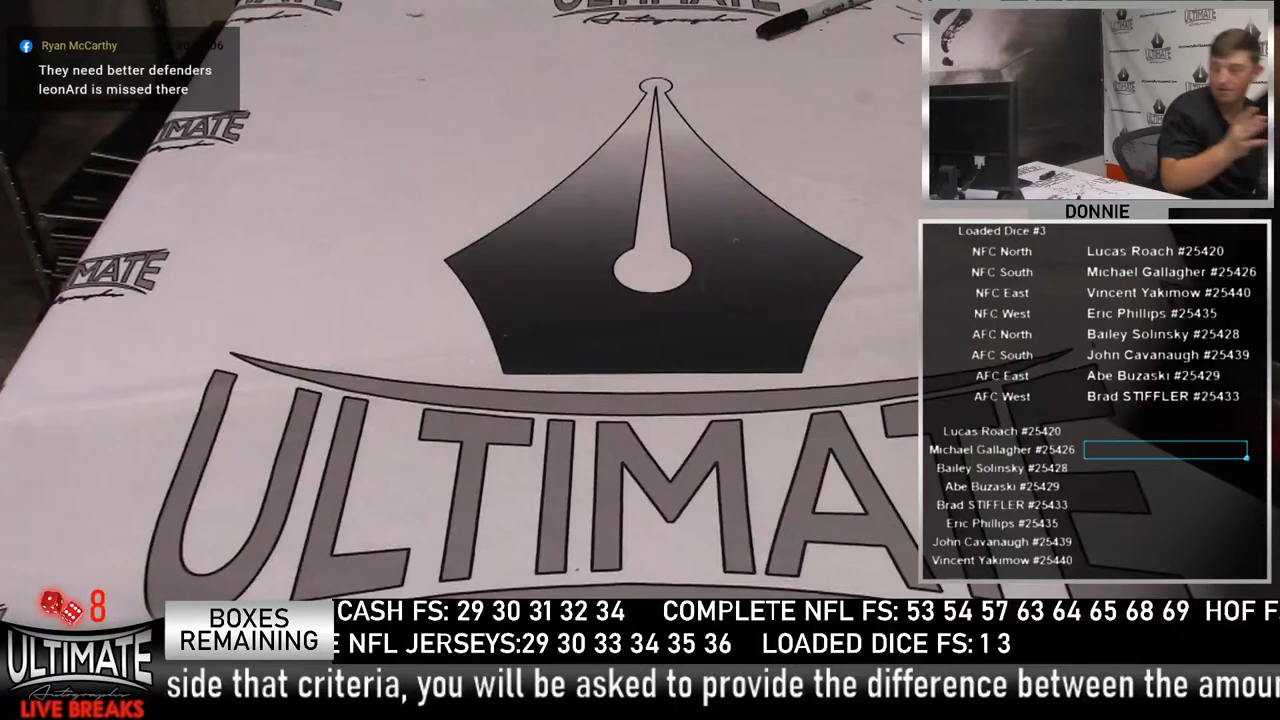 Ryan McCarthy
They need better defenders
leonArd is missed there
ULTIMATE
Autographs
DONNIE
Loaded Dice #3
NFC North Lucas Roach #25420
NFC South Michael Gallagher #25426
NFC East Vincent Yakimow #25440
NFC West Eric Phillips #25435
AFC North Bailey Solinsky #25428
AFC South John Cavanaugh #25439
AFC East Abe Buzaski #25429
AFC West Brad STIFFLER #25433
Lucas Roach #25420
Michael Gallagher #25426
Bailey Solinsky #25428
Abe Buzaski #25429
Brad STIFFLER #25433
Eric Phillips #25435
John Cavanaugh #25439
Vincent Yakimow #25440
ULTIMATE
8
ULTIMATE
Autographs
LIVE BREAKS
BOXES
REMAINING
CASH FS: 29 30 31 32 34 COMPLETE NFL FS: 53 54 57 63 64 65 68 69 HOF F
E NFL JERSEYS:29 30 33 34 35 36 LOADED DICE FS: 1 3
side that criteria, you will be asked to provide the difference between the amour